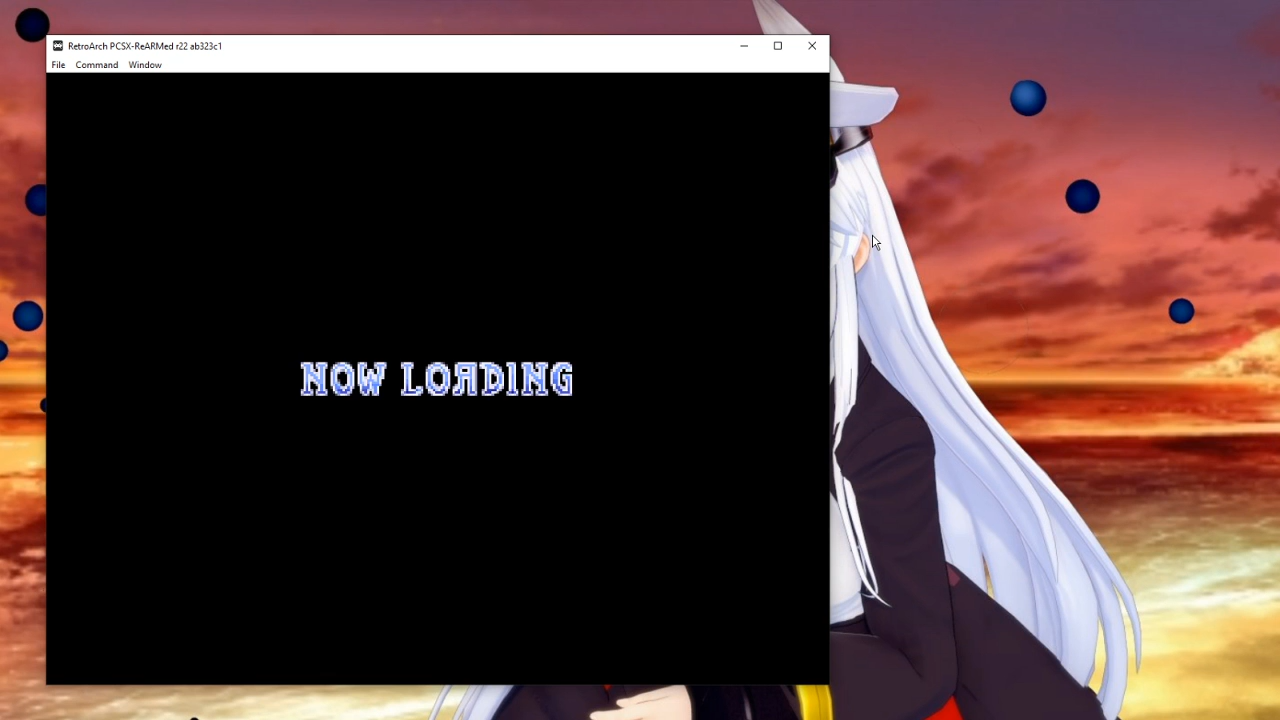 RetroArch PCSX-ReARMed r22 ab323c1
File Command Window
NOW LOADING